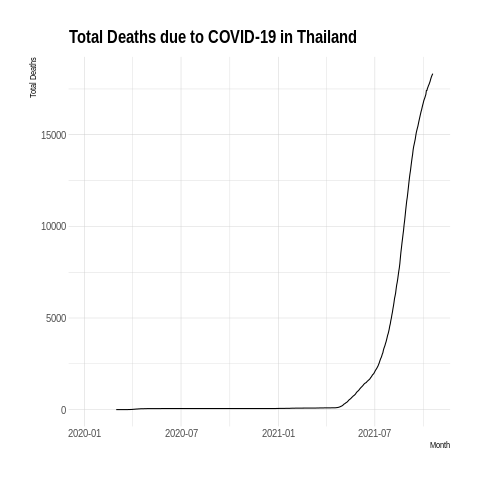 Total Deaths due to COVID-19 in Thailand
Total Deaths
15000
10000
5000
0
2020-01 2020-07 2021-01 2021-07
Month